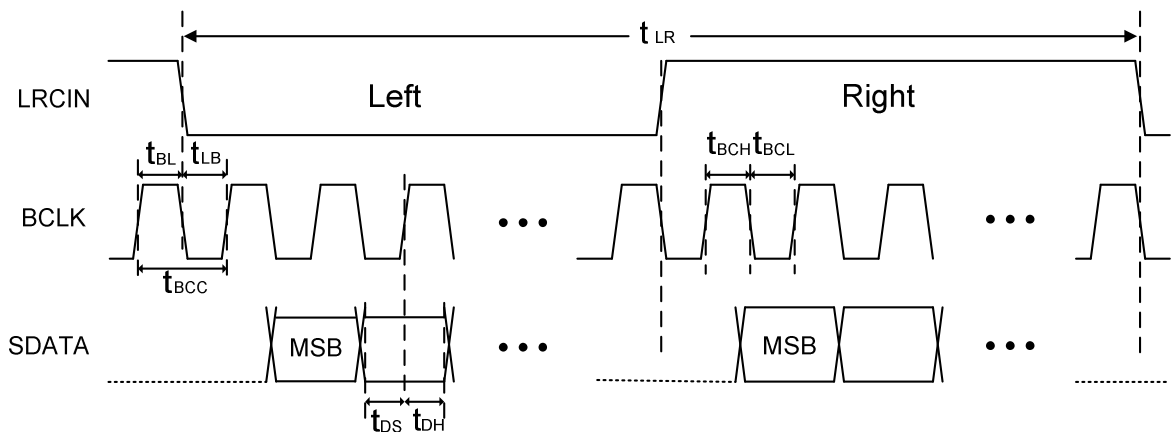 tLR
LRCIN
Left
Right
tBL
tLB
tBCH
tBCL
BCLK
• • •
• • •
tBCC
SDATA
MSB
• • •
MSB
• • •
tDS
tDH